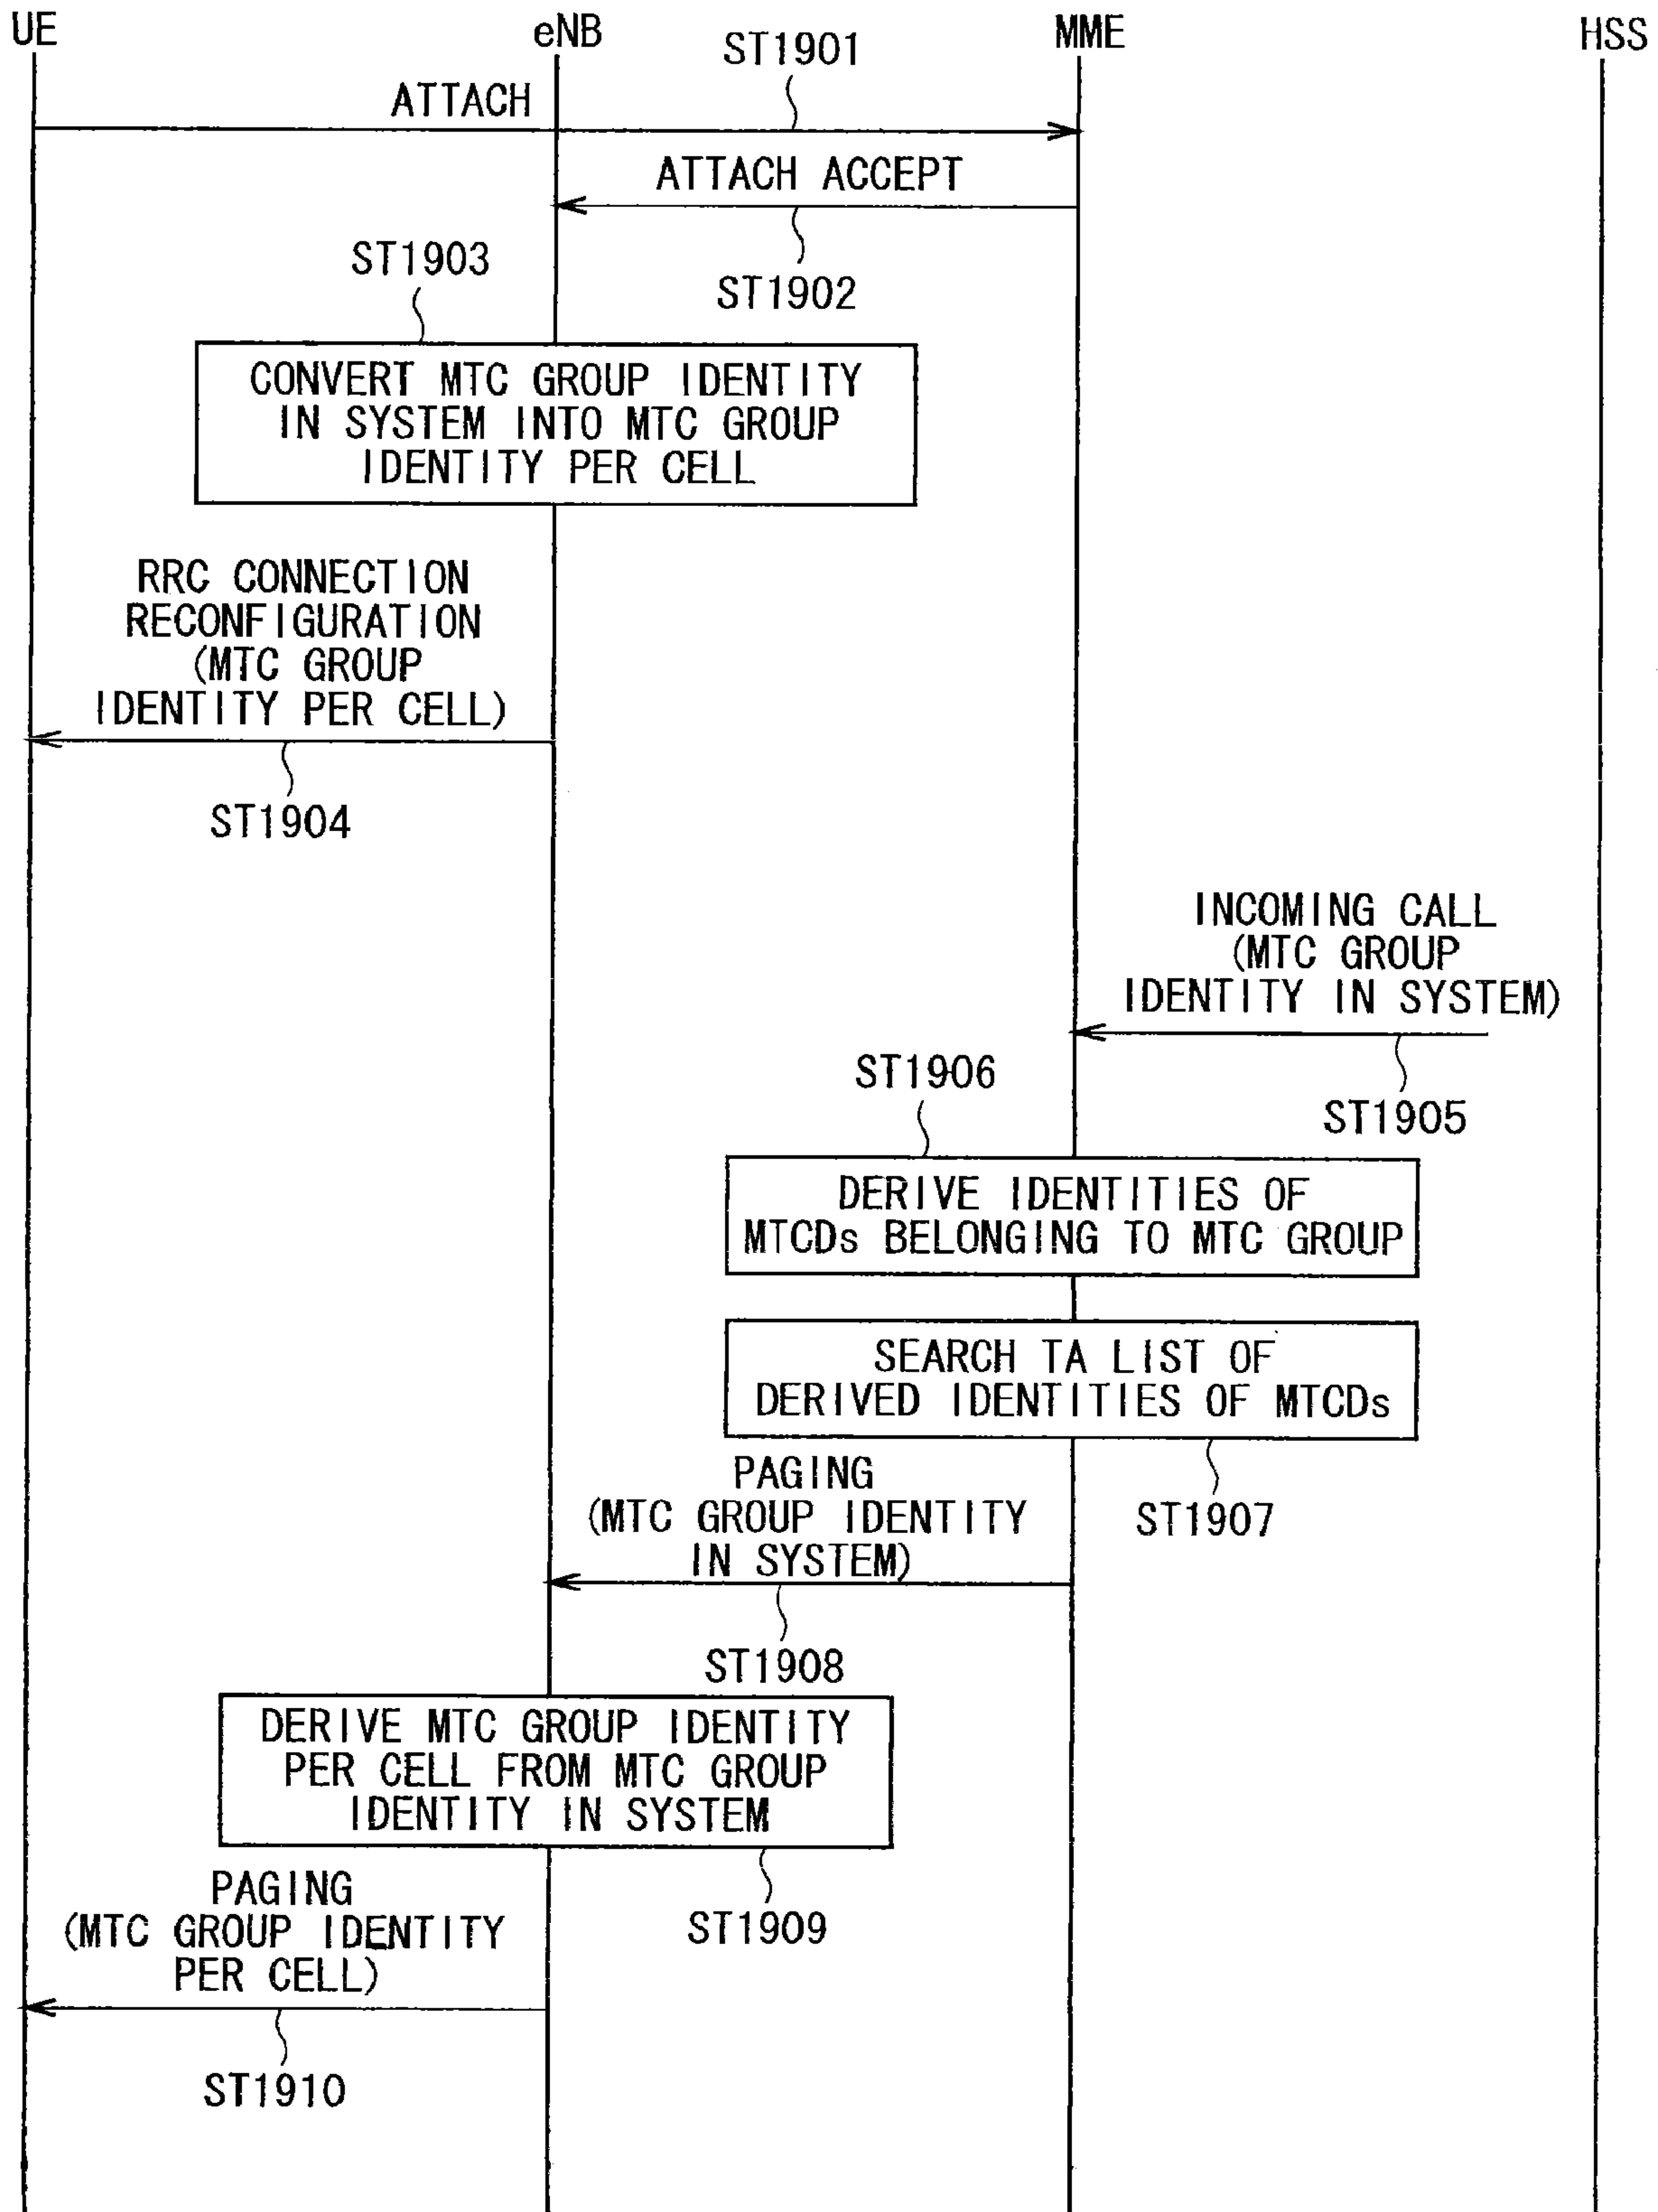 UE
eNB
MME
HSS
ST1901
ATTACH
ATTACH ACCEPT
ST1902
ST1903
CONVERT MTC GROUP IDENTITY
IN SYSTEM INTO MTC GROUP
IDENTITY PER CELL
RRC CONNECTION
RECONFIGURATION
(MTC GROUP
IDENTITY PER CELL)
ST1904
INCOMING CALL
(MTC GROUP
IDENTITY IN SYSTEM)
ST1905
ST1906
DERIVE IDENTITIES OF
MTCDs BELONGING TO MTC GROUP
SEARCH TA LIST OF
DERIVED IDENTITIES OF MTCDs
ST1907
PAGING
(MTC GROUP IDENTITY
IN SYSTEM)
ST1908
DERIVE MTC GROUP IDENTITY
PER CELL FROM MTC GROUP
IDENTITY IN SYSTEM
ST1909
PAGING
(MTC GROUP IDENTITY
PER CELL)
ST1910